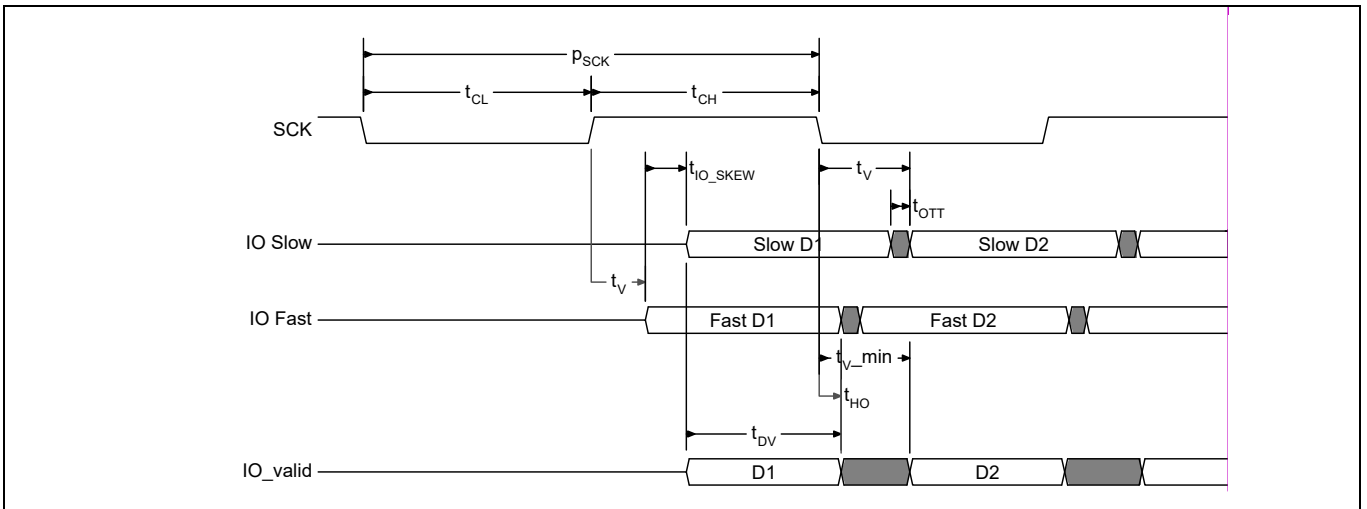 pSCK
tCL tCH
SCK
tIO_SKEW tV
tOTT
IO Slow Slow D1 Slow D2
tV
IO Fast Fast D1 Fast D2
tV_min
tHO
tDV
IO_valid D1 D2